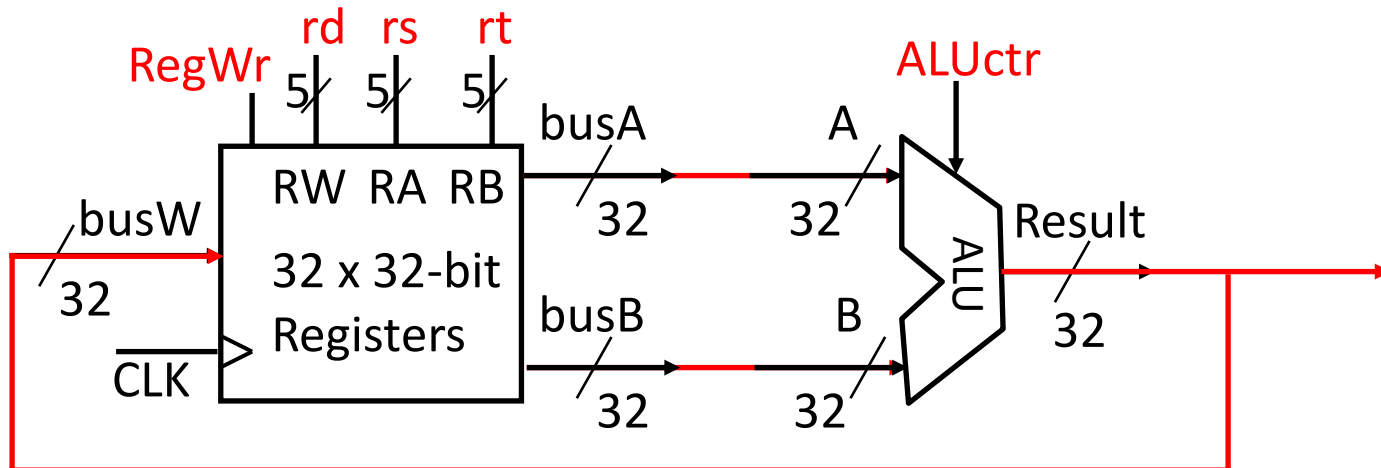 rd rs rt
RegWr ALUctr
5 5 5
busA A
RW RA RB
busW 32 32 Result
32 32 x 32-bit ALU
Registers busB B 32
CLK
32 32